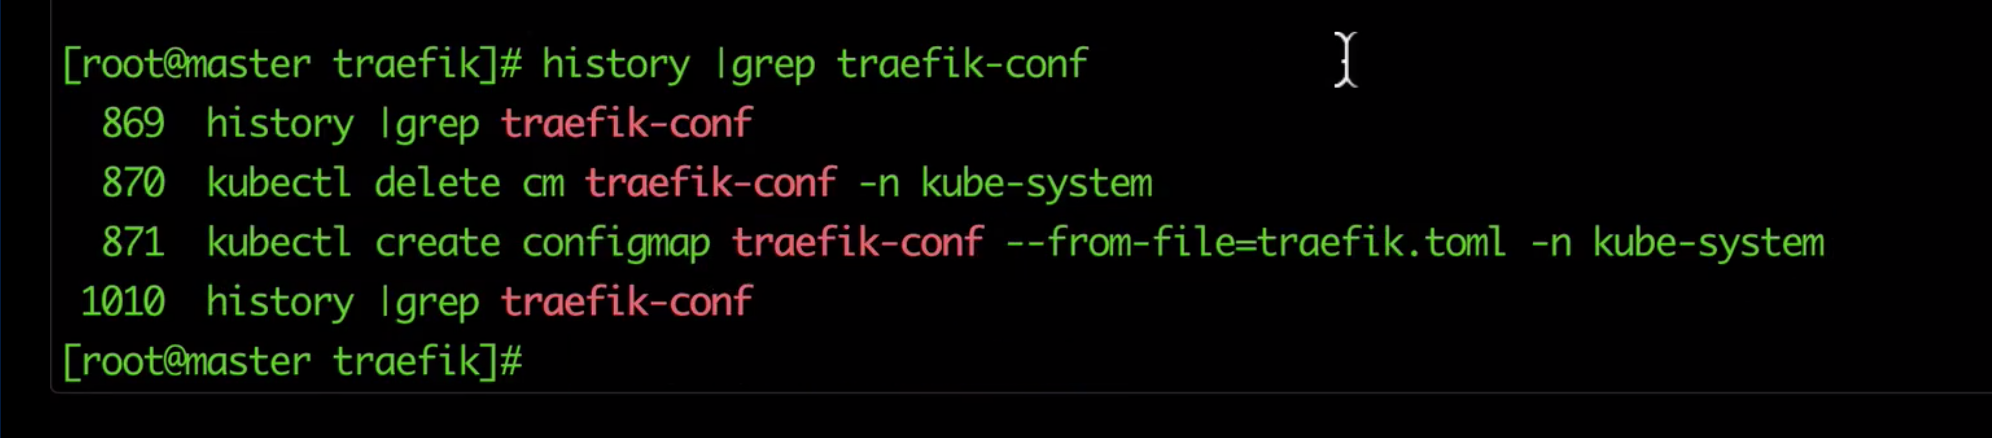 [root@master traefik]# history |grep traefik-conf
869 history |grep traefik-conf
870 kubectl delete cm traefik-conf -n kube-system
871 kubectl create configmap traefik-conf --from-file=traefik.toml -n kube-system
1010 history |grep traefik-conf
[root@master traefik]#